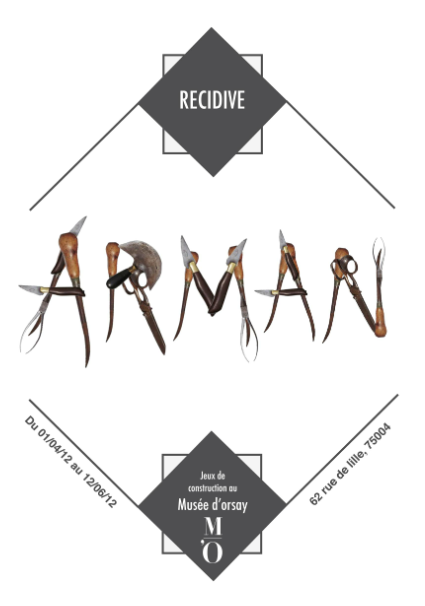 RECIDIVE
ARMAN
Du 01/04/12 au 12/06/12
Jeux de
construction au
Musée d'orsay
M
'O
62 rue de lille, 75004